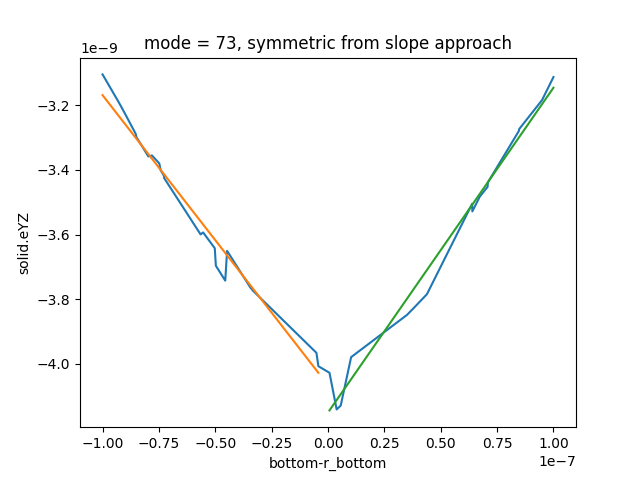 mode = 73, symmetric from slope approach
1e−9
−3.2
−3.4
−3.6
−3.8
−4.0
solid.eYZ
−1.00 −0.75 −0.50 −0.25 0.00 0.25 0.50 0.75 1.00
bottom-r_bottom
1e−7